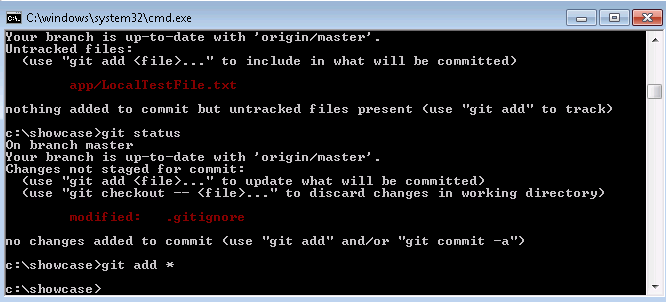 C:\windows\system32\cmd.exe
Your branch is up-to-date with 'origin/master'.
Untracked files:
(use "git add <file>..." to include in what will be committed)
app/LocalTestFile.txt
nothing added to commit but untracked files present (use "git add" to track)
c:\showcase>git status
On branch master
Your branch is up-to-date with 'origin/master'.
Changes not staged for commit:
(use "git add <file>..." to update what will be committed)
(use "git checkout -- <file>..." to discard changes in working directory)
modified:   .gitignore
no changes added to commit (use "git add" and/or "git commit -a")
c:\showcase>git add *
c:\showcase>